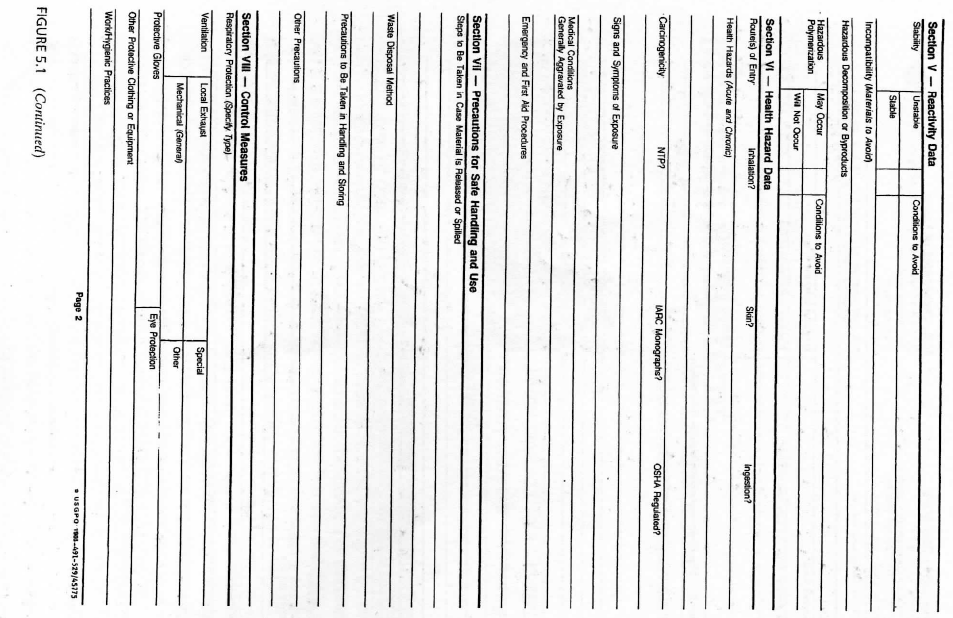 Section V — Reactivity Data
Stability
Unstable
Conditions to Avoid
Stable
Incompatibility (Materials to Avoid)
Hazardous Decomposition or Byproducts
Hazardous
Polymerization
May Occur
Conditions to Avoid
Will Not Occur
Section VI — Health Hazard Data
Route(s) of Entry Inhalation? Skin? Ingestion?
Health Hazards (Acute and Chronic)
Carcinogenicity NTP? IARC Monographs? OSHA Regulated?
Signs and Symptoms of Exposure
Medical Conditions
Generally Aggravated by Exposure
Emergency and First Aid Procedures
Section VII — Precautions for Safe Handling and Use
Steps to Be Taken in Case Material Is Released or Spilled
Waste Disposal Method
Precautions to Be Taken in Handling and Storing
Other Precautions
Section VIII — Control Measures
Respiratory Protection (Specify Type)
Ventilation
Local Exhaust
Special
Mechanical (General)
Other
Protective Gloves
Eye Protection
Other Protective Clothing or Equipment
Work/Hygienic Practices
Page 2
USGPO
FIGURE 5.1 (Continued)